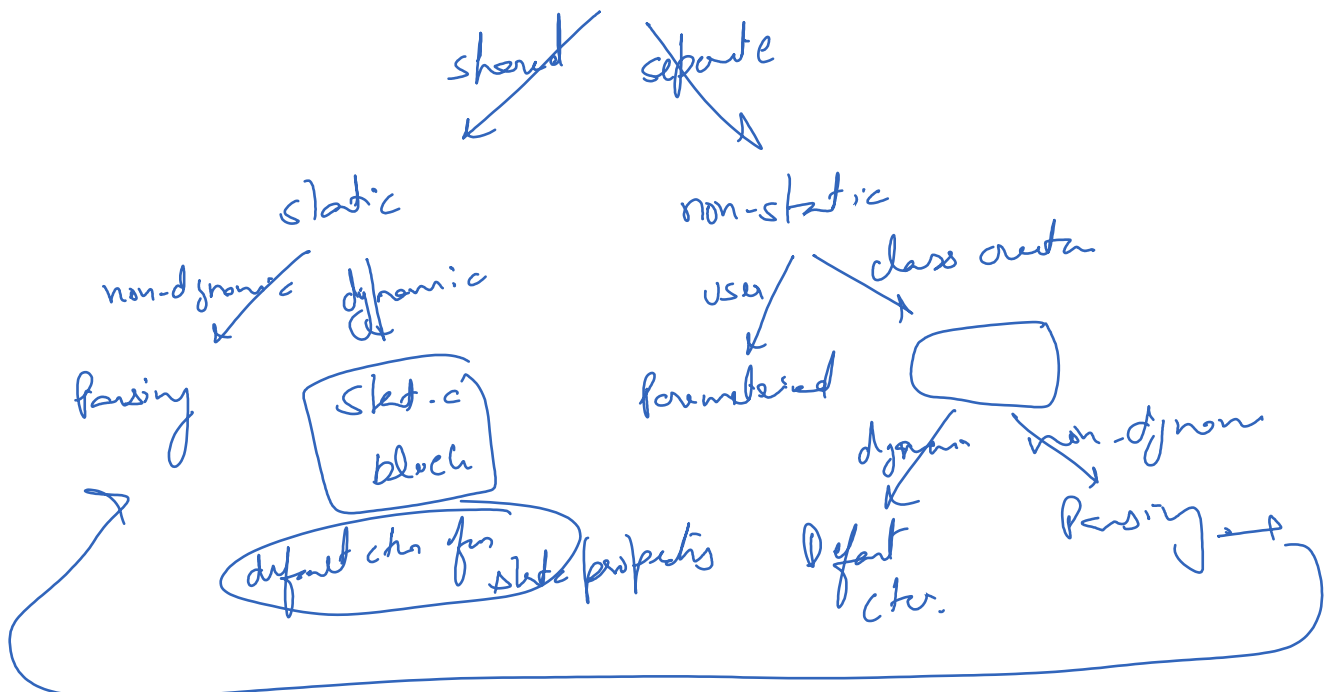 shared separate
static non-static
non-dynamic dynamic user class creator
Parsing static block Parameterised
dynamic non-dynam
default ctor for static properties
Default ctor.
Parsing